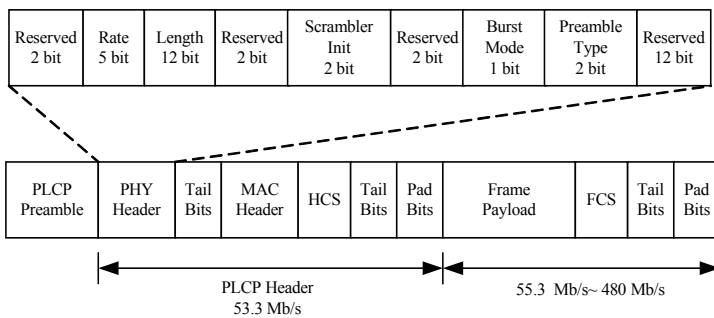 Reserved
2 bit
Rate
5 bit
Length
12 bit
Reserved
2 bit
Scrambler
Init
2 bit
Reserved
2 bit
Burst
Mode
1 bit
Preamble
Type
2 bit
Reserved
12 bit
PLCP
Preamble
PHY
Header
Tail
Bits
MAC
Header
HCS
Tail
Bits
Pad
Bits
Frame
Payload
FCS
Tail
Bits
Pad
Bits
PLCP Header
53.3 Mb/s
55.3 Mb/s~ 480 Mb/s